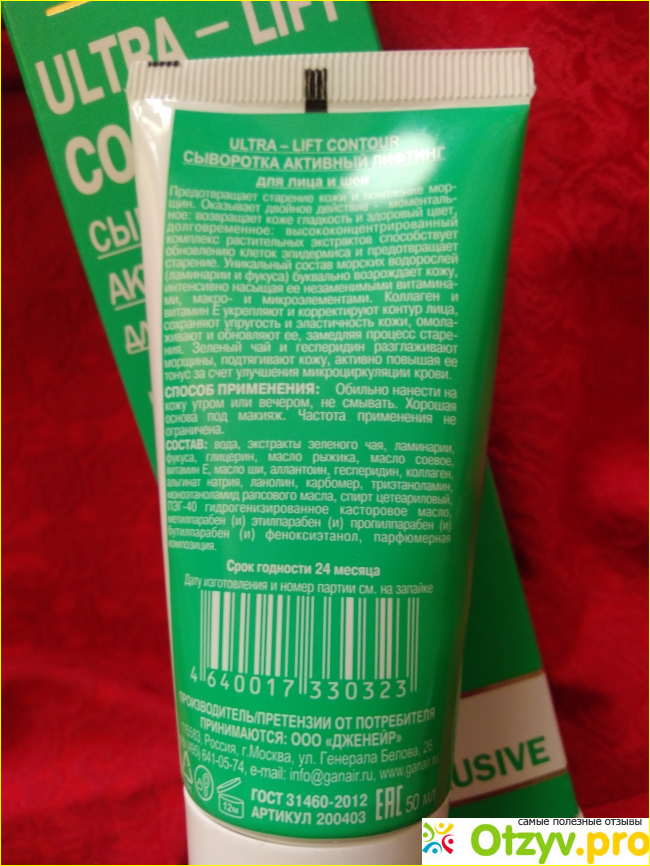 ULTRA – LIFT
CO
СЫ
АК
ULTRA – LIFT CONTOUR
СЫВОРОТКА АКТИВНЫЙ ЛИФТИНГ
для лица и шеи
Предотвращает старение кожи и появление мор-
щин. Оказывает двойное действие - моменталь-
ное: возвращает коже гладкость и здоровый цвет,
долговременное: высококонцентрированный
комплекс растительных экстрактов способствует
обновлению клеток эпидермиса и предотвращает
старение. Уникальный состав морских водорослей
(ламинарии и фукуса) буквально возрождает кожу,
интенсивно насыщая ее незаменимыми витамина-
ми, макро- и микроэлементами. Коллаген и
витамин Е укрепляют и корректируют контур лица,
сохраняют упругость и эластичность кожи, омола-
живают и обновляют ее, замедляя процесс старе-
ния. Зеленый чай и гесперидин разглаживают
морщины, подтягивают кожу, активно повышая ее
тонус за счет улучшения микроциркуляции крови.
СПОСОБ ПРИМЕНЕНИЯ: Обильно нанести на
кожу утром или вечером, не смывать. Хорошая
основа под макияж. Частота применения не
ограничена.
СОСТАВ: вода, экстракты зеленого чая, ламинарии,
фукуса, глицерин, масло рыжика, масло соевое,
витамин Е, масло ши, аллантоин, гесперидин, коллаген,
альгинат натрия, ланолин, карбомер, триэтаноламин,
моноэтаноламид рапсового масла, спирт цетеариловый,
ПЭГ-40 гидрогенизированное касторовое масло,
метилпарабен (и) этилпарабен (и) пропилпарабен (и)
бутилпарабен (и) феноксиэтанол, парфюмерная
композиция.
Срок годности 24 месяца
Дату изготовления и номер партии см. на запайке
4 640017 330323
ПРОИЗВОДИТЕЛЬ/ПРЕТЕНЗИИ ОТ ПОТРЕБИТЕЛЯ
ПРИНИМАЮТСЯ: ООО «ДЖЕНЕЙР»
Россия, г.Москва, ул. Генерала Белова, 26
641-05-74, e-mail: info@ganair.ru, www.ganair.ru
12м
ГОСТ 31460-2012
АРТИКУЛ 200403
EAC 50 мл
USIVE
самые полезные отзывы
Otzyv.pro